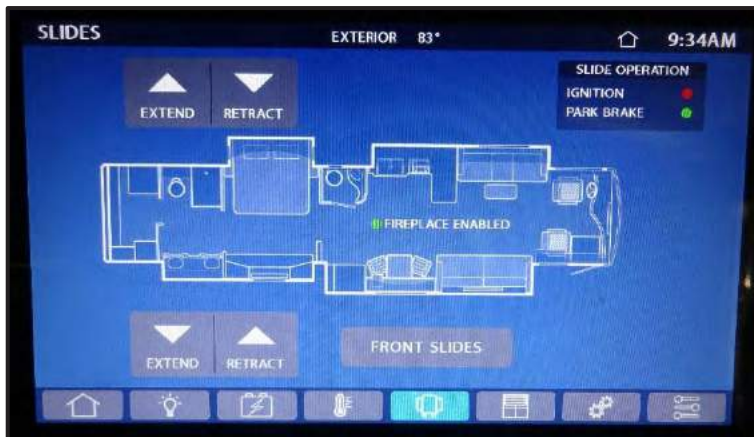 SLIDES EXTERIOR 83° 9:34AM
SLIDE OPERATION
EXTEND RETRACT IGNITION
PARK BRAKE
FIREPLACE ENABLED
EXTEND RETRACT FRONT SLIDES